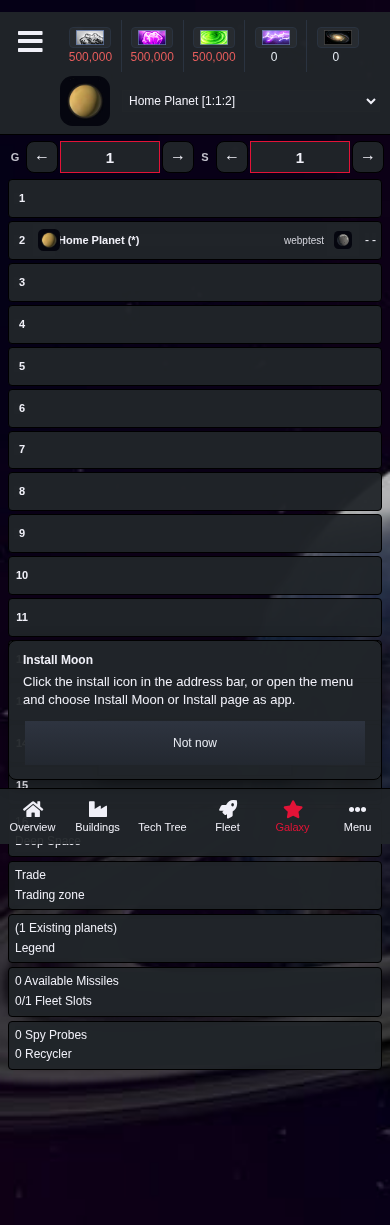 500,000 500,000 500,000 0 0
Home Planet [1:1:2]
G ← 1 → S ← 1 →
1
2 Home Planet (*) webptest - -
3
4
5
6
7
8
9
10
11
Install Moon
Click the install icon in the address bar, or open the menu
and choose Install Moon or Install page as app.
Not now
15
Overview Buildings Tech Tree Fleet Galaxy Menu
Deep Space
Trade
Trading zone
(1 Existing planets)
Legend
0 Available Missiles
0/1 Fleet Slots
0 Spy Probes
0 Recycler